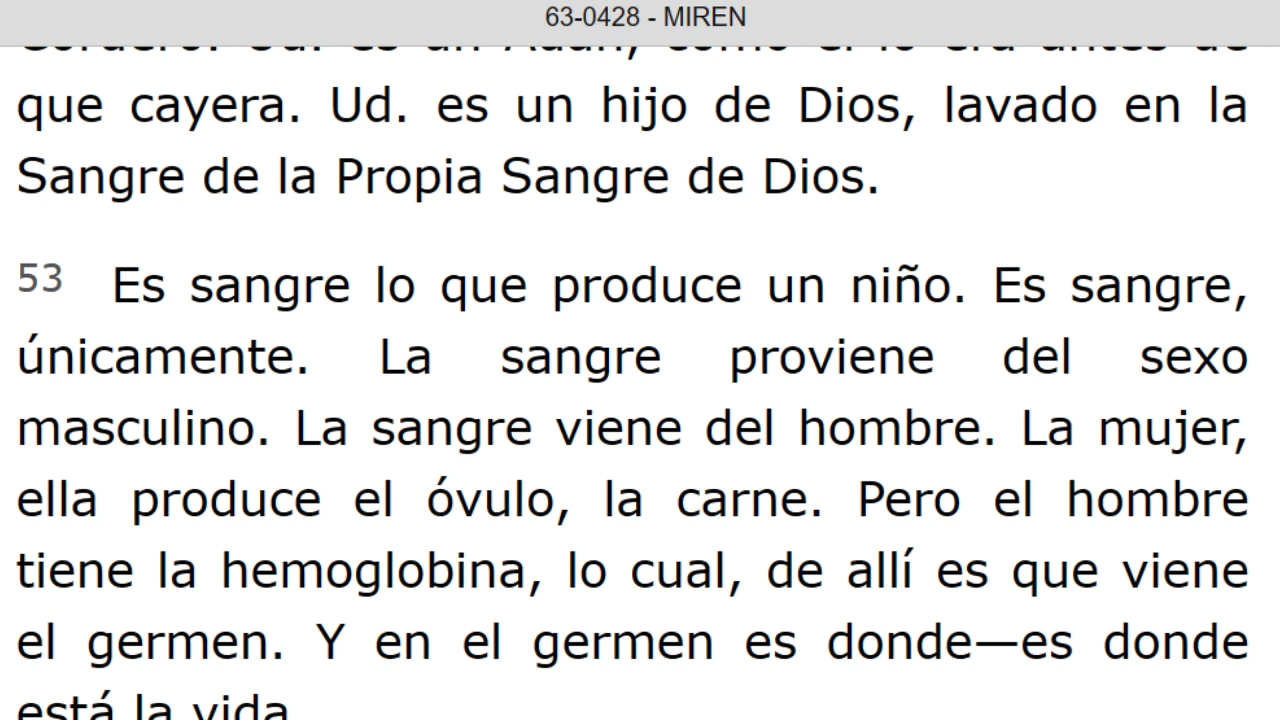 63-0428 - MIREN
que cayera. Ud. es un hijo de Dios, lavado en la
Sangre de la Propia Sangre de Dios.
53 Es sangre lo que produce un niño. Es sangre,
únicamente. La sangre proviene del sexo
masculino. La sangre viene del hombre. La mujer,
ella produce el óvulo, la carne. Pero el hombre
tiene la hemoglobina, lo cual, de allí es que viene
el germen. Y en el germen es donde—es donde
está la vida